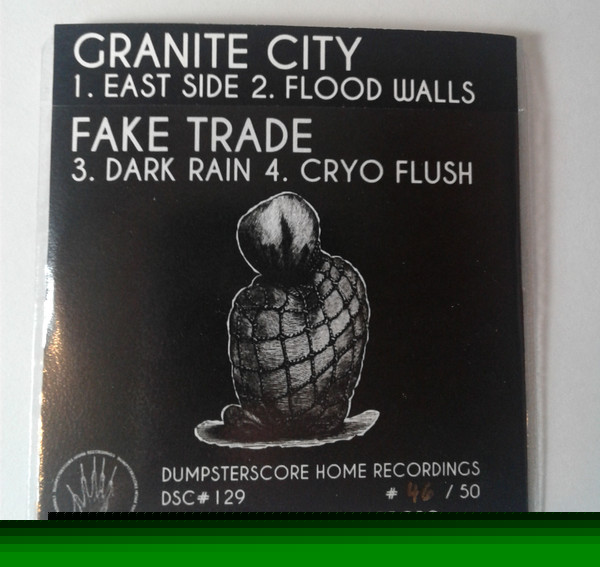 GRANITE CITY
1. EAST SIDE 2. FLOOD WALLS
FAKE TRADE
3. DARK RAIN 4. CRYO FLUSH
DUMPSTERSCORE HOME RECORDINGS
DSC#129
# 46 / 50